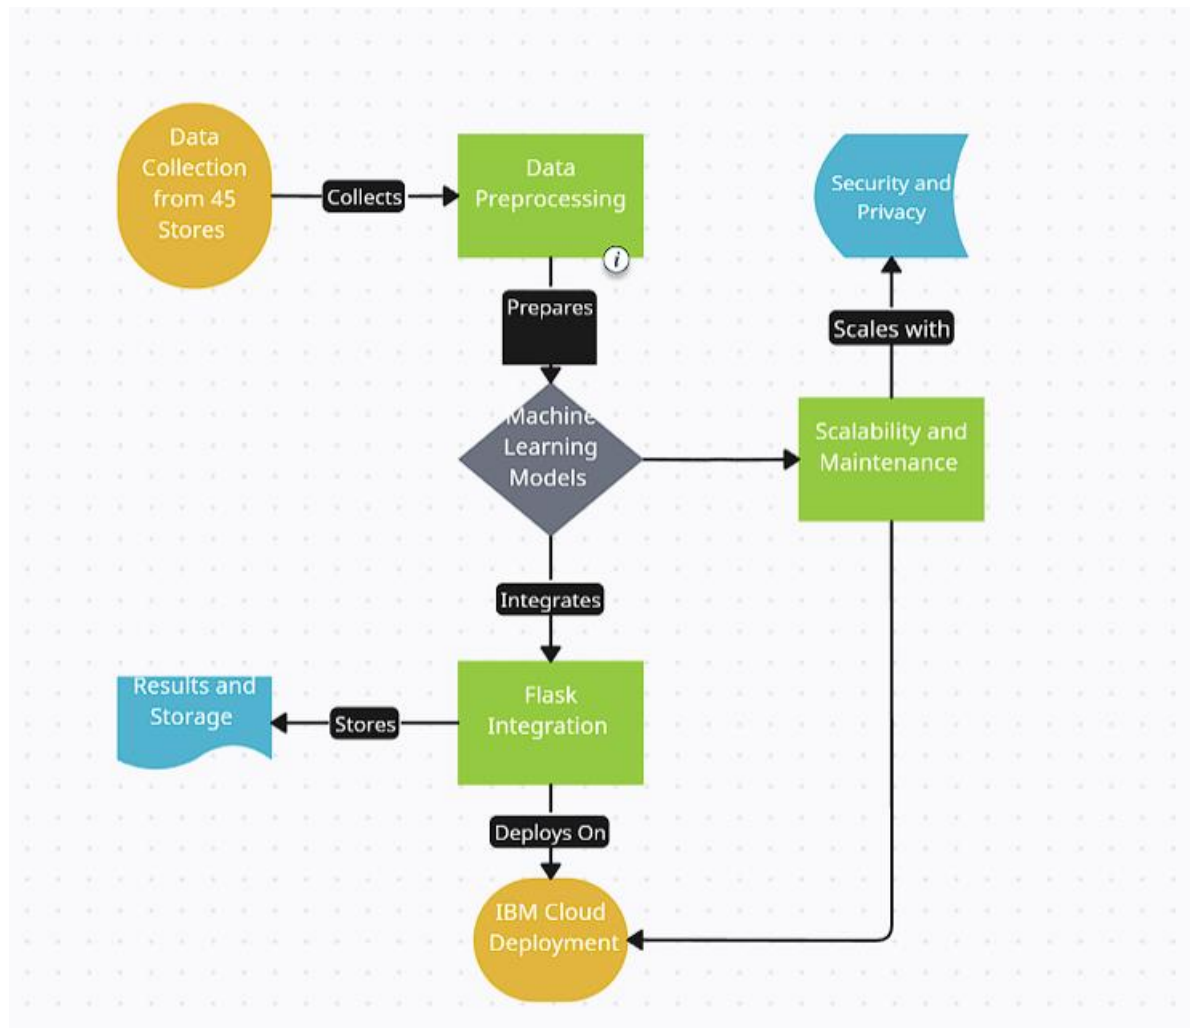 Data
Collection
from 45
Stores
Collects
Data
Preprocessing
i
Security and
Privacy
Prepares
Scales with
Machine
Learning
Models
Scalability and
Maintenance
Integrates
Results and
Storage
Stores
Flask
Integration
Deploys On
IBM Cloud
Deployment